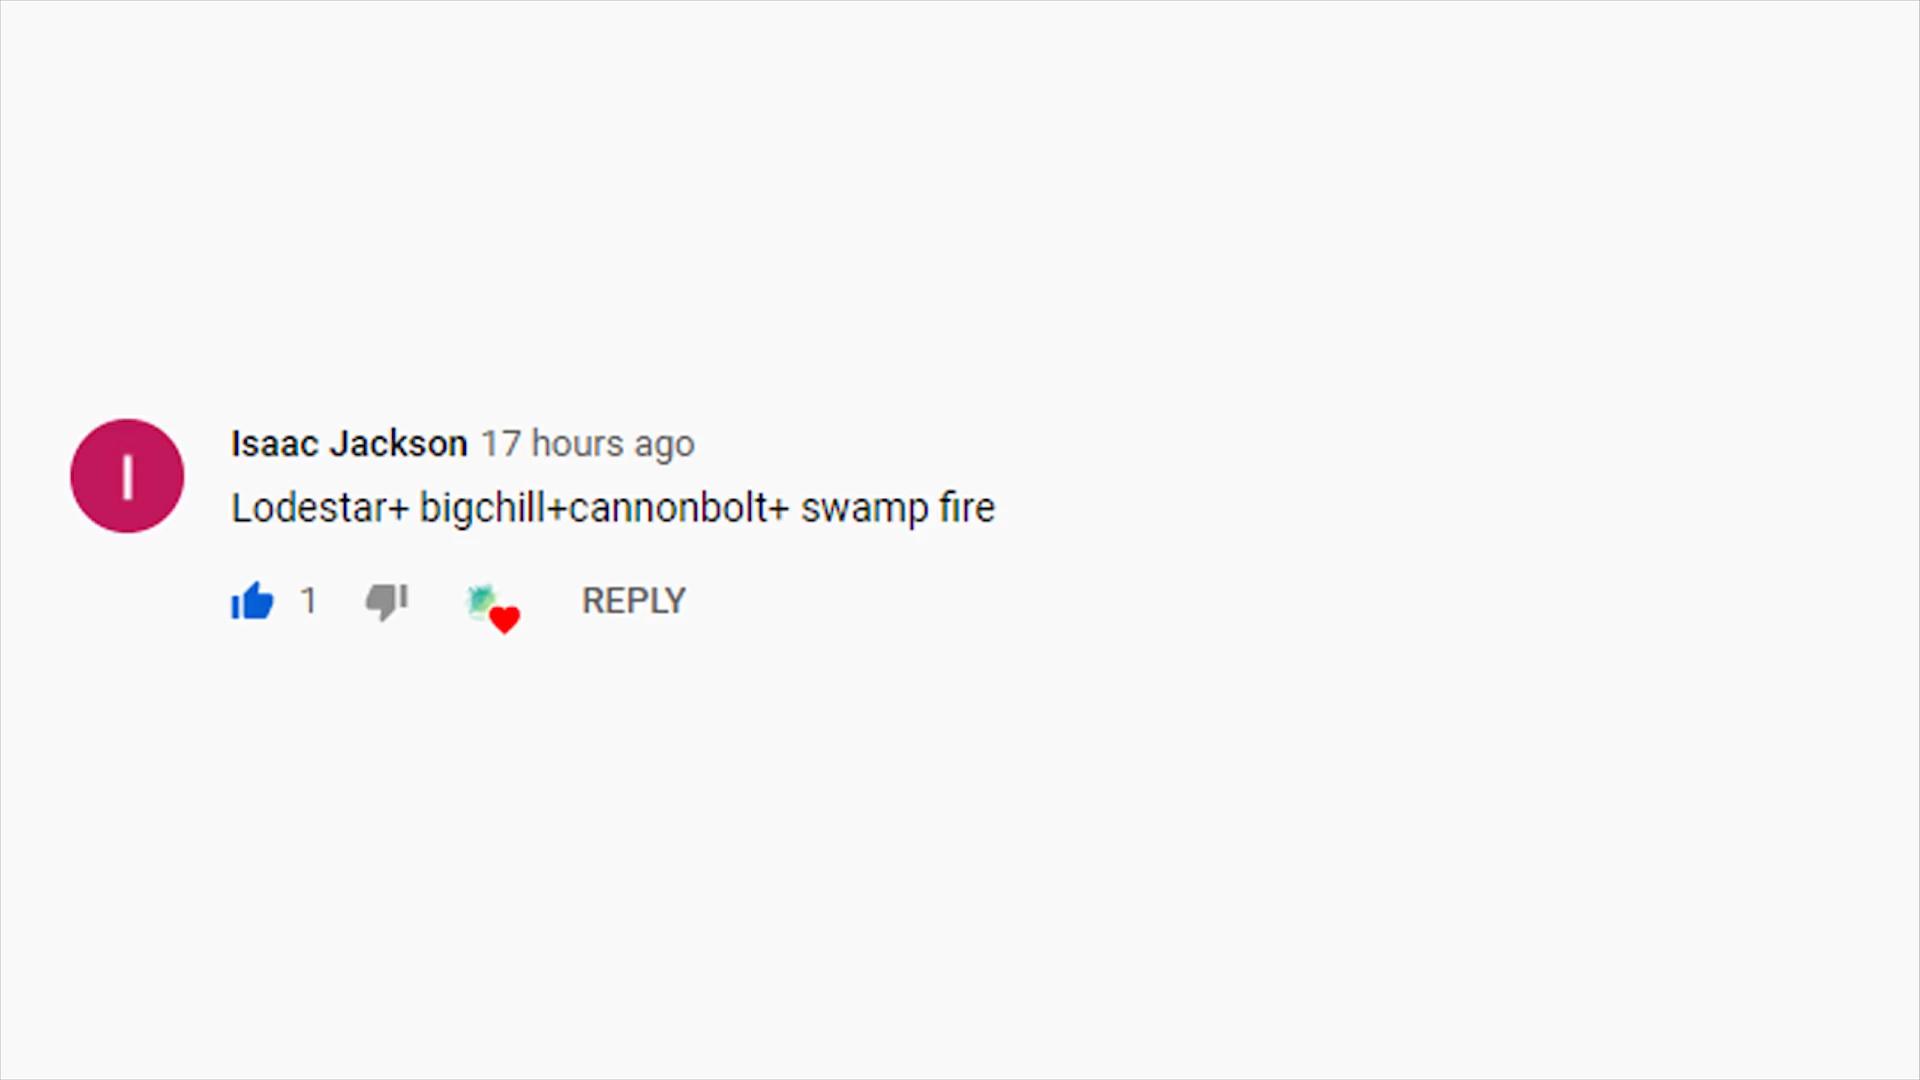 I
Isaac Jackson 17 hours ago
Lodestar+ bigchill+cannonbolt+ swamp fire
1 REPLY